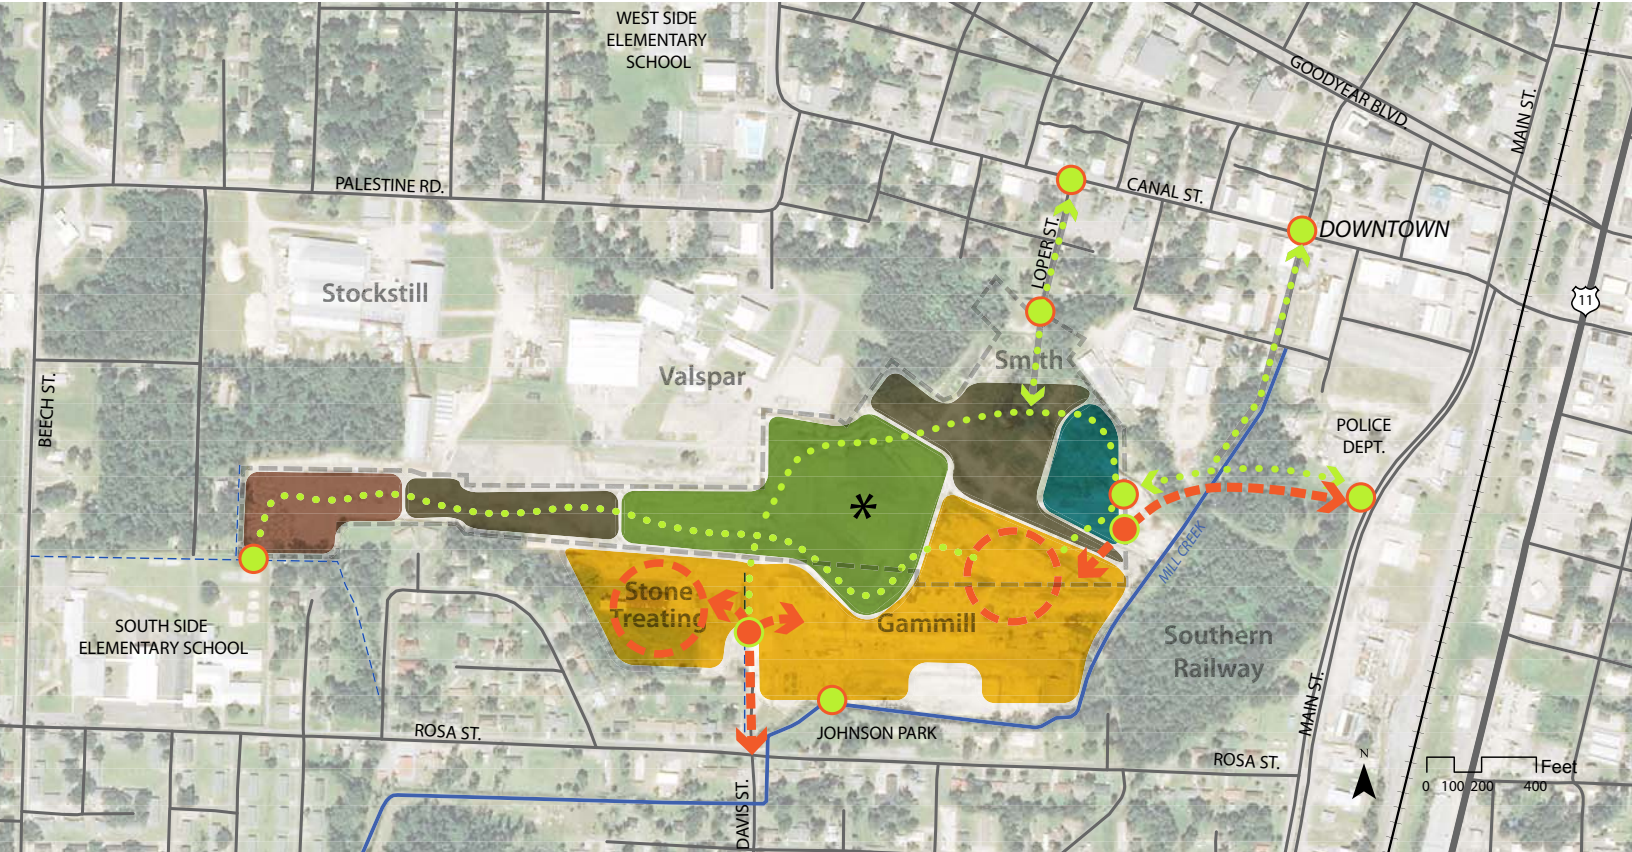 WEST SIDE
ELEMENTARY
SCHOOL
GOODYEAR BLVD.
MAIN ST.
PALESTINE RD.
CANAL ST.
DOWNTOWN
LOPER ST.
Stockstill
11
Smith
Valspar
BEECH ST.
POLICE
DEPT.
*
MILL CREEK
Stone
Treating
Gammill
SOUTH SIDE
ELEMENTARY SCHOOL
Southern
Railway
MAIN ST.
ROSA ST.
JOHNSON PARK
ROSA ST.
N
Feet
0 100 200 400
DAVIS ST.